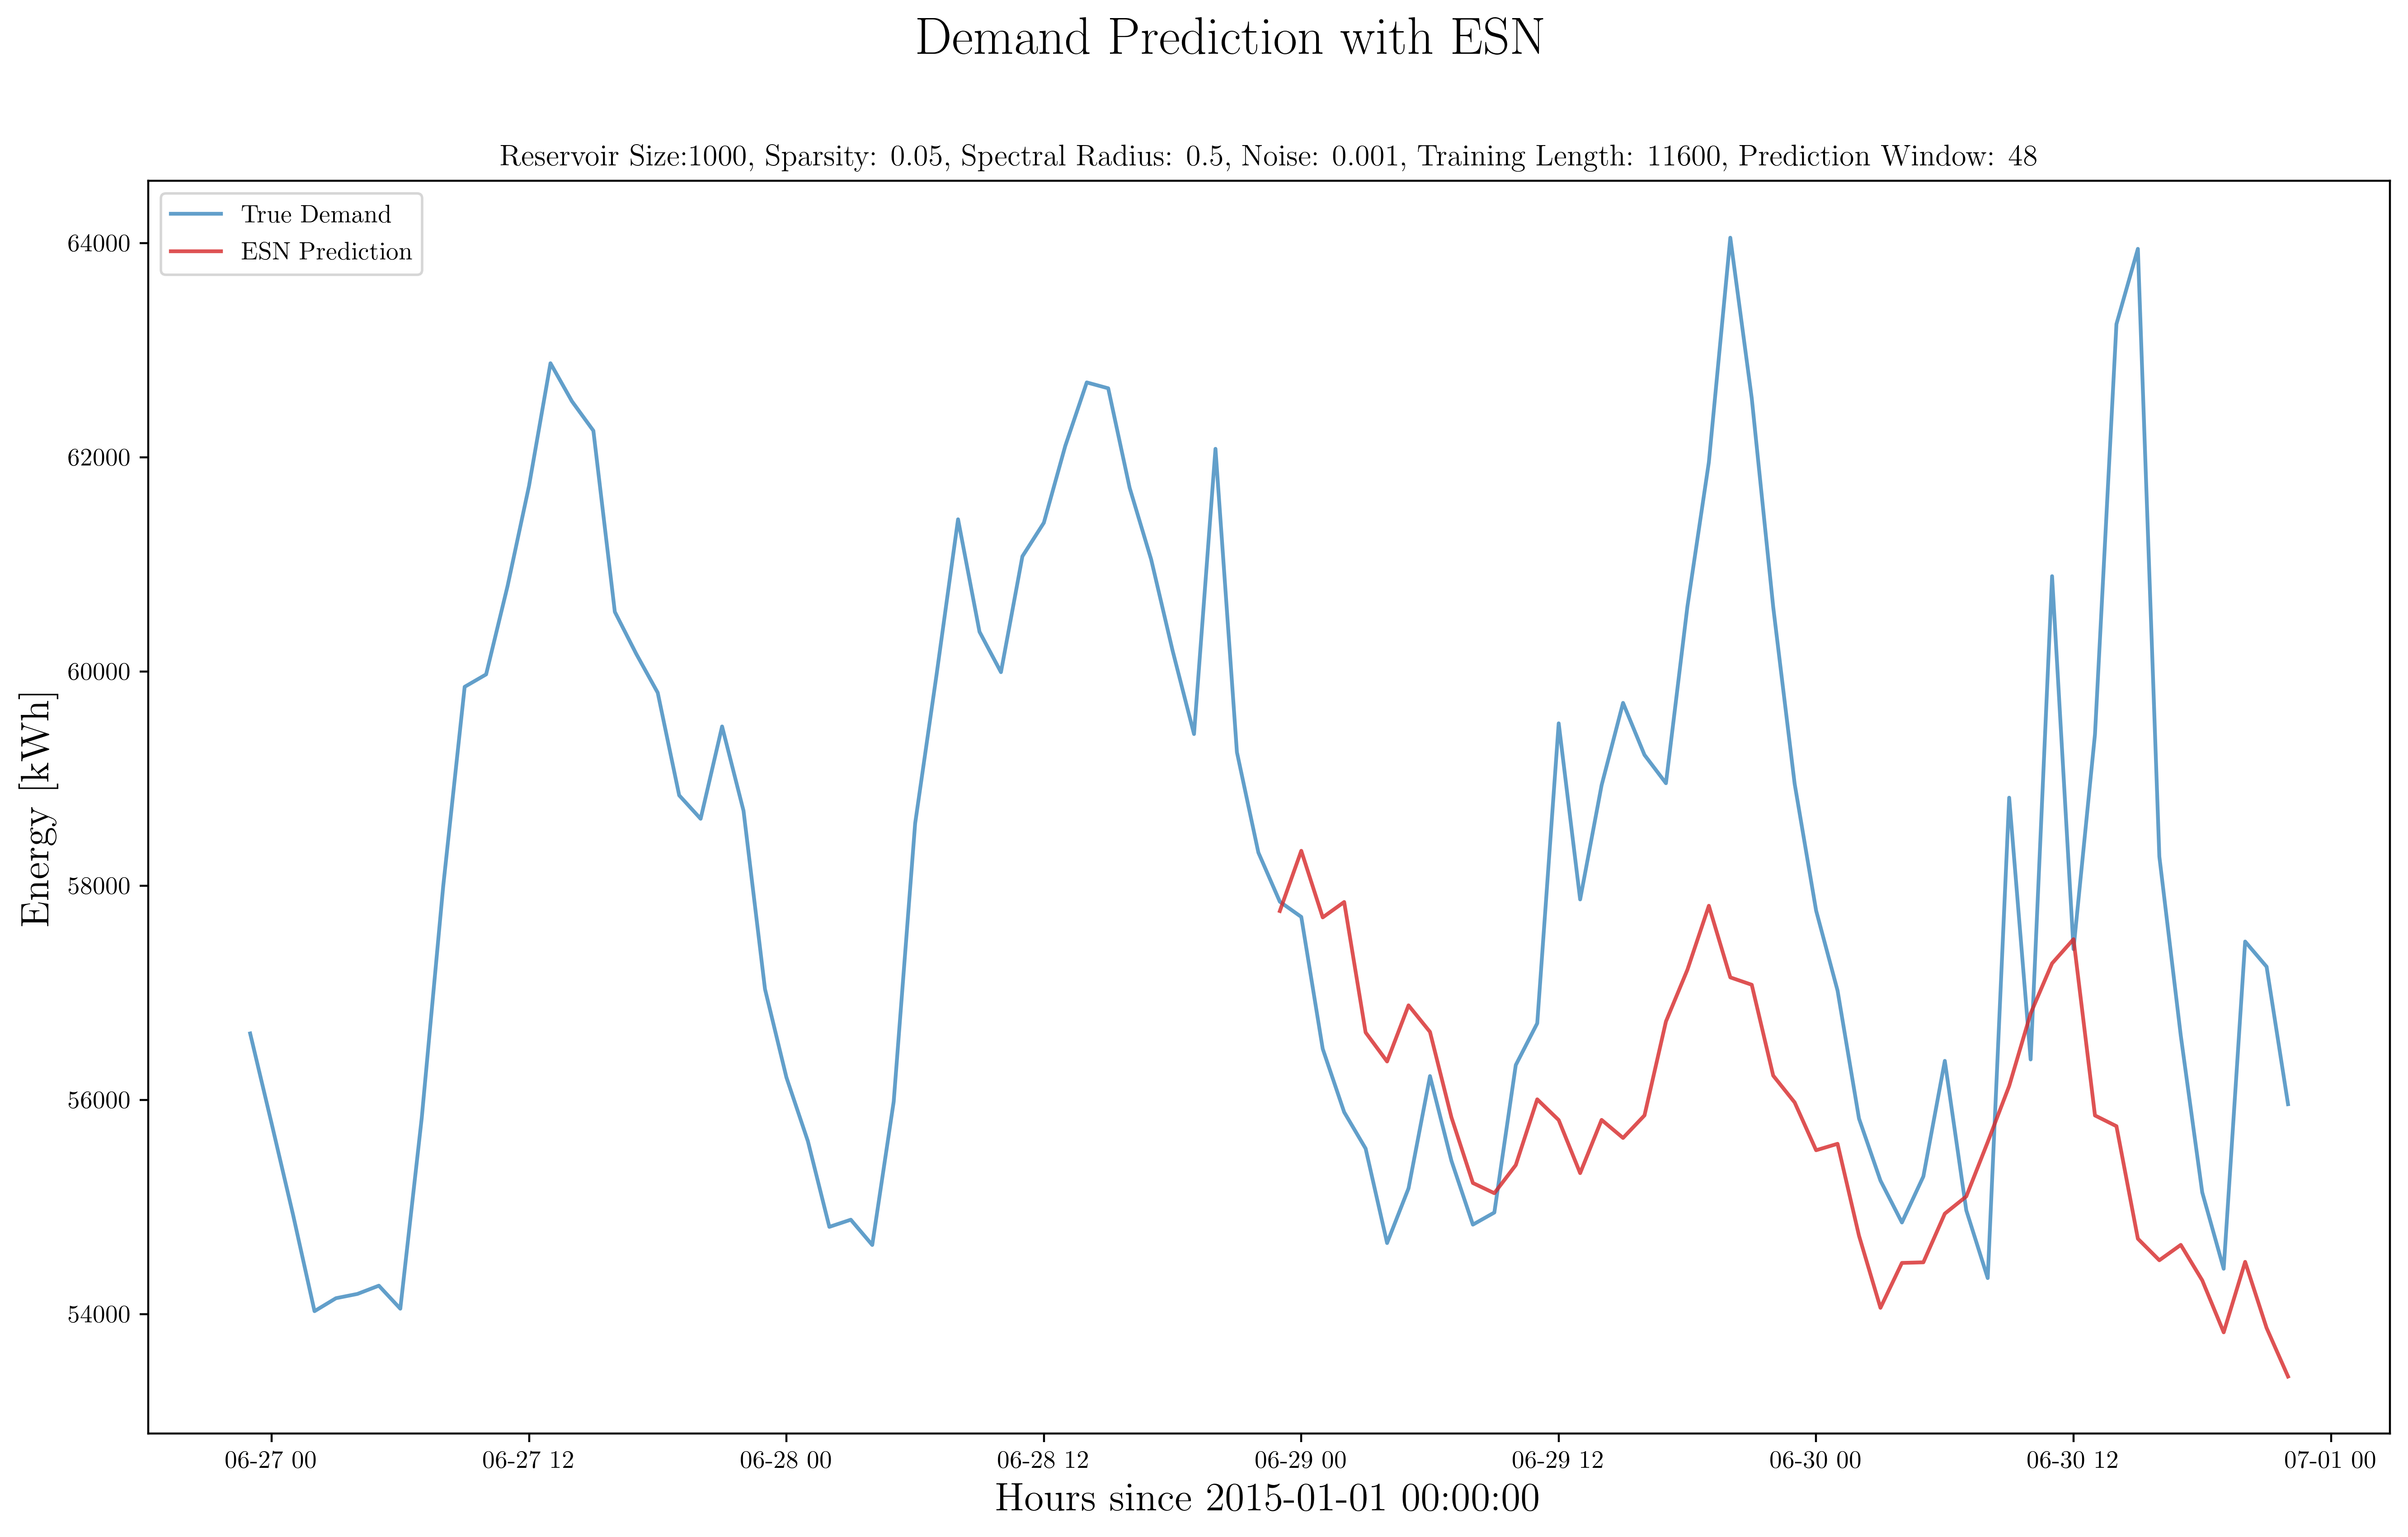 Demand Prediction with ESN
Reservoir Size:1000, Sparsity: 0.05, Spectral Radius: 0.5, Noise: 0.001, Training Length: 11600, Prediction Window: 48
True Demand
ESN Prediction
64000
62000
60000
58000
56000
54000
Energy [kWh]
06-27 00
06-27 12
06-28 00
06-28 12
06-29 00
06-29 12
06-30 00
06-30 12
07-01 00
Hours since 2015-01-01 00:00:00